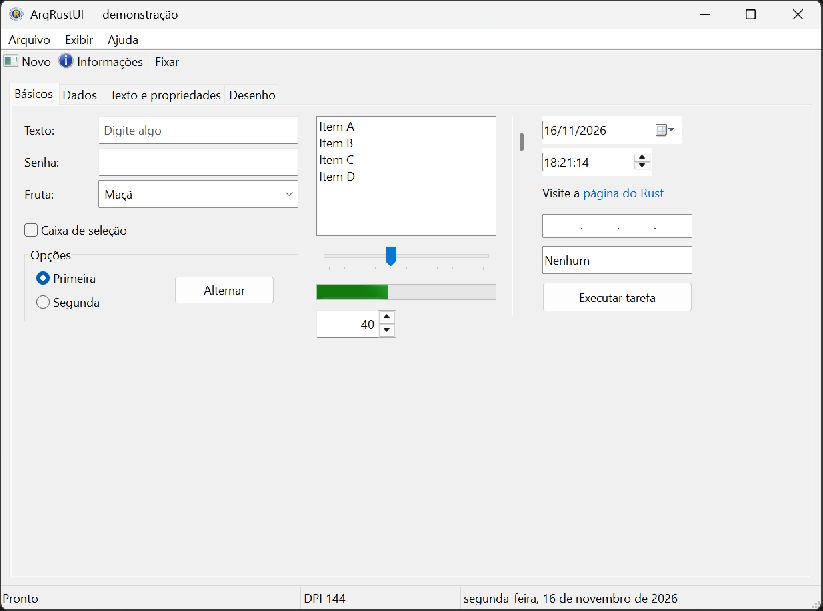 ArqRustUI demonstração
Arquivo Exibir Ajuda
Novo Informações Fixar
Básicos Dados Texto e propriedades Desenho
Texto: Digite algo
Senha:
Fruta: Maçã
Caixa de seleção
Opções
Primeira
Segunda
Alternar
Item A
Item B
Item C
Item D
40
16/11/2026
18:21:14
Visite a página do Rust
. . .
Nenhum
Executar tarefa
Pronto
DPI 144
segunda feira, 16 de novembro de 2026